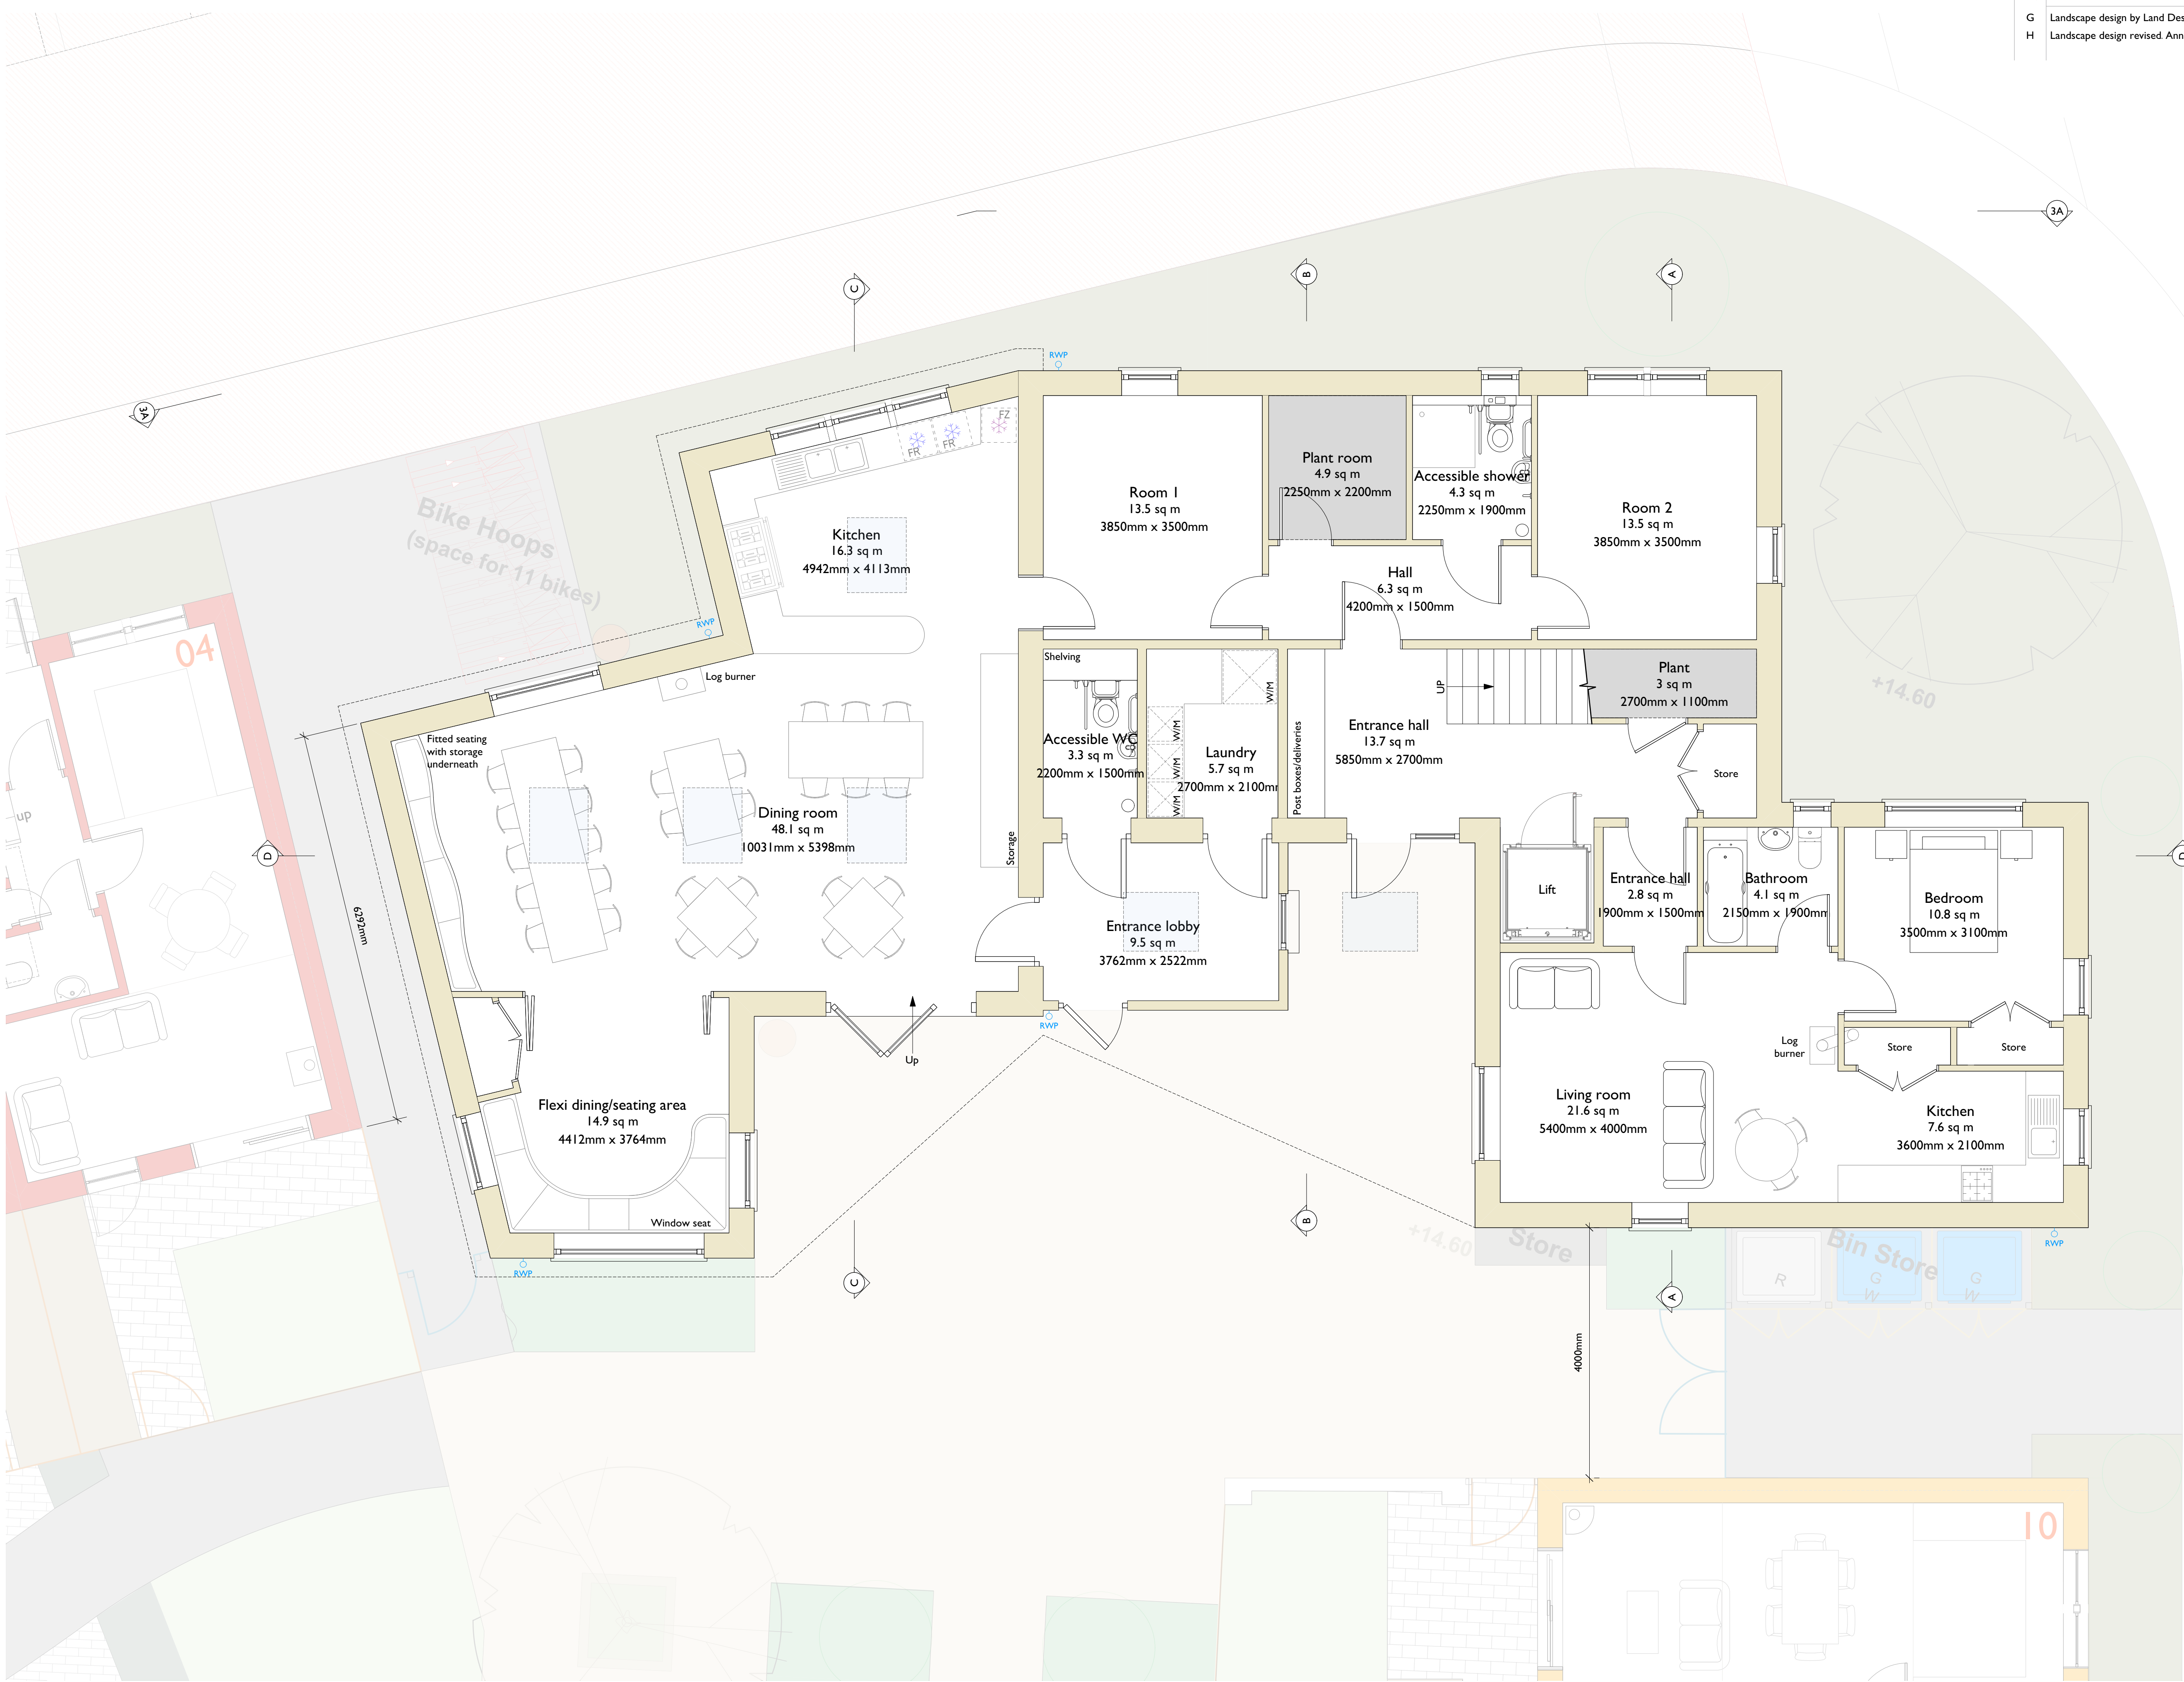 G Landscape design by Land Des
H Landscape design revised. Ann
3A
C
B
A
3A
RWP
FZ
FR
FR
Bike Hoops
(space for 11 bikes)
Kitchen
16.3 sq m
4942mm x 4113mm
Room 1
13.5 sq m
3850mm x 3500mm
Plant room
4.9 sq m
2250mm x 2200mm
Accessible shower
4.3 sq m
2250mm x 1900mm
Room 2
13.5 sq m
3850mm x 3500mm
Hall
6.3 sq m
4200mm x 1500mm
04
RWP
Log burner
Shelving
W/M
UP
Plant
3 sq m
2700mm x 1100mm
+14.60
Fitted seating
with storage
underneath
Accessible WC
3.3 sq m
2200mm x 1500mm
W/M
W/M
W/M
Laundry
5.7 sq m
2700mm x 2100m
Post boxes/deliveries
Entrance hall
13.7 sq m
5850mm x 2700mm
Store
up
Dining room
48.1 sq m
10031mm x 5398mm
Storage
D
D
6292mm
Entrance lobby
9.5 sq m
3762mm x 2522mm
Lift
Entrance hall
2.8 sq m
1900mm x 1500mm
Bathroom
4.1 sq m
2150mm x 1900mm
Bedroom
10.8 sq m
3500mm x 3100mm
RWP
Up
Log
burner
Store
Store
Flexi dining/seating area
14.9 sq m
4412mm x 3764mm
Living room
21.6 sq m
5400mm x 4000mm
Kitchen
7.6 sq m
3600mm x 2100mm
Window seat
B
+14.60
Store
Bin Store
RWP
RWP
C
A
R
G
W
G
W
4000mm
10